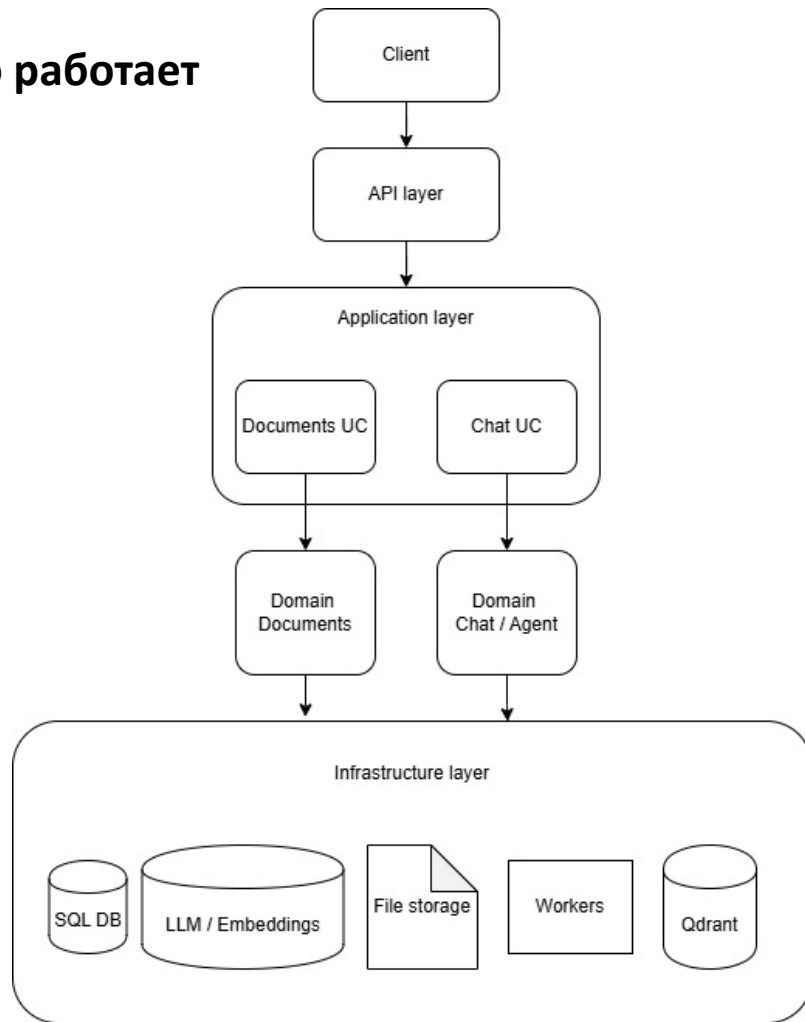 работает
Client
API layer
Application layer
Documents UC
Chat UC
Domain
Documents
Domain
Chat / Agent
Infrastructure layer
SQL DB
LLM / Embeddings
File storage
Workers
Qdrant